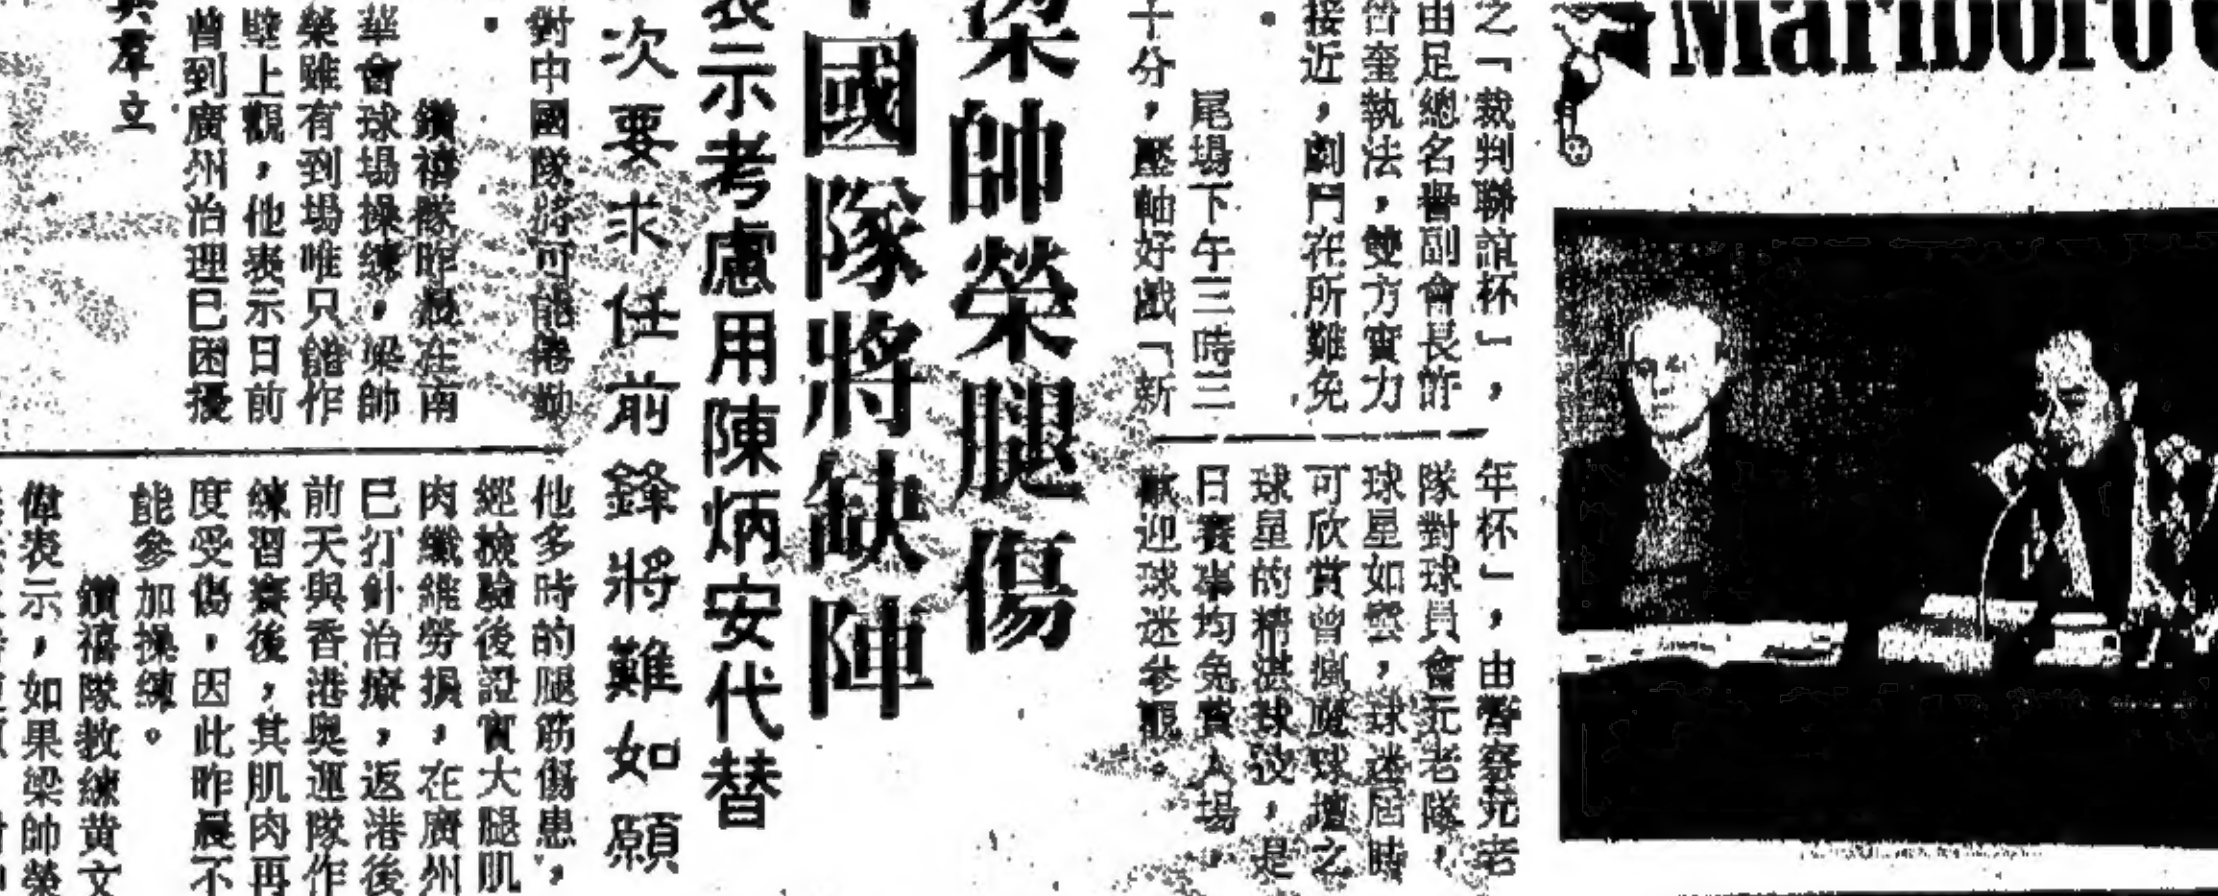 Marlboro
之「裁判聯誼杯」，
由足總名譽副會長許
晉奎執法，雙方實力
接近，劇鬥在所難免
。
尾場下午三時三
十分，壓軸好戲「新
年杯」，由警察元老
隊對球員會元老隊，
球星如雲，球迷屆時
可欣賞曾瘋魔球壇之
球星的精湛球技，是
日賽事均免費入場，
歡迎球迷參觀。
梁帥榮腿傷
中國隊將缺陣
表示考慮用陳炳安代替
次要求任前鋒將難如願
對中國隊將可能
。
鑽禧隊昨晨在南
華會球場操練，梁帥
榮雖有到場唯只能作
壁上觀，他表示日前
曾到廣州治理已困擾
他多時的腿筋傷患，
經檢驗後證實大腿肌
肉纖維勞損，在廣州
已打針治療，返港後
前天與香港奧運隊作
練習賽後，其肌肉再
度受傷，因此昨晨不
能參加操練。
鑽禧隊教練黃文
偉表示，如果梁帥榮
羣立